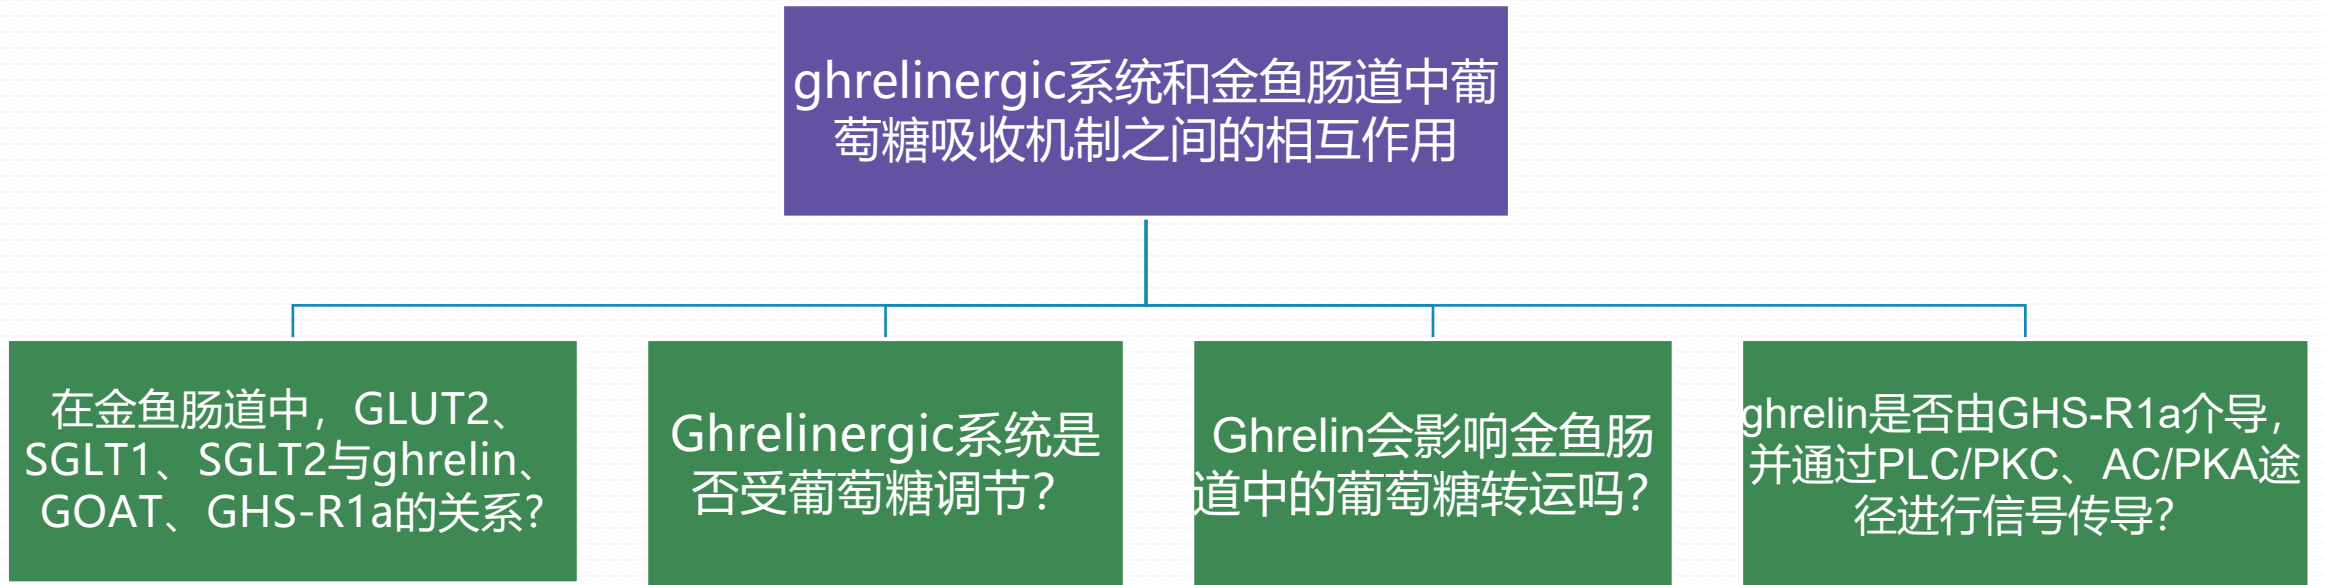 ghrelinergic系统和金鱼肠道中葡
萄糖吸收机制之间的相互作用
在金鱼肠道中，GLUT2、
SGLT1、SGLT2与ghrelin、
GOAT、GHS-R1a的关系?
Ghrelinergic系统是
否受葡萄糖调节?
Ghrelin会影响金鱼肠
道中的葡萄糖转运吗?
ghrelin是否由GHS-R1a介导，
并通过PLC/PKC、AC/PKA途
径进行信号传导?